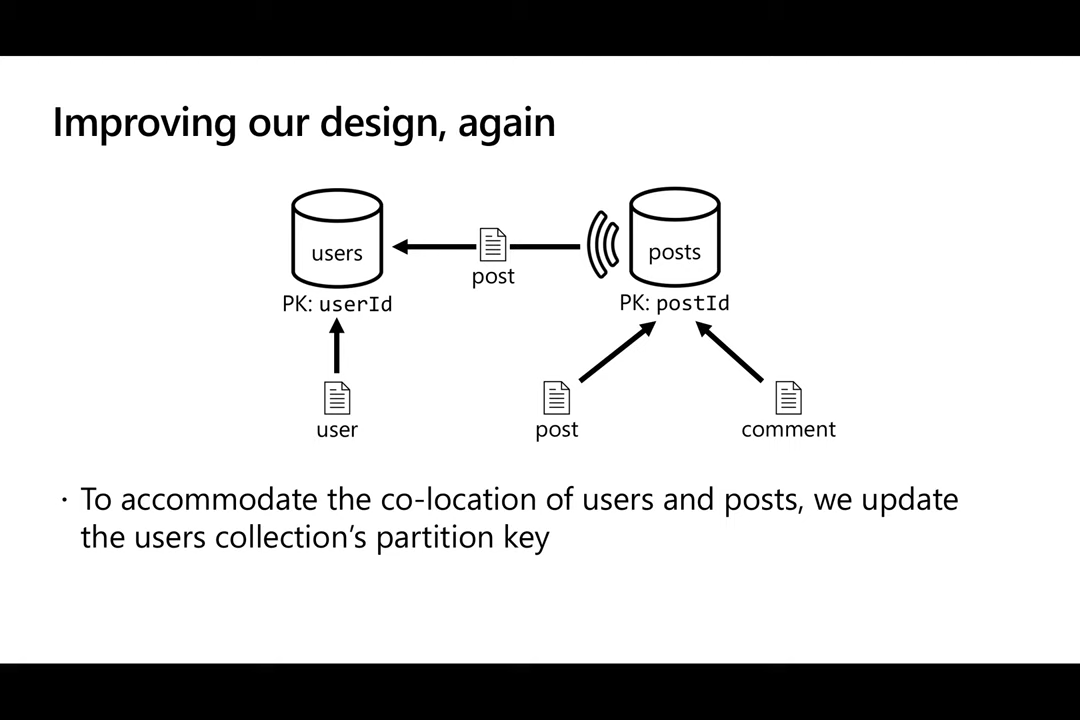 Improving our design, again
users
posts
post
PK: userId
PK: postId
user
post
comment
· To accommodate the co-location of users and posts, we update
the users collection’s partition key